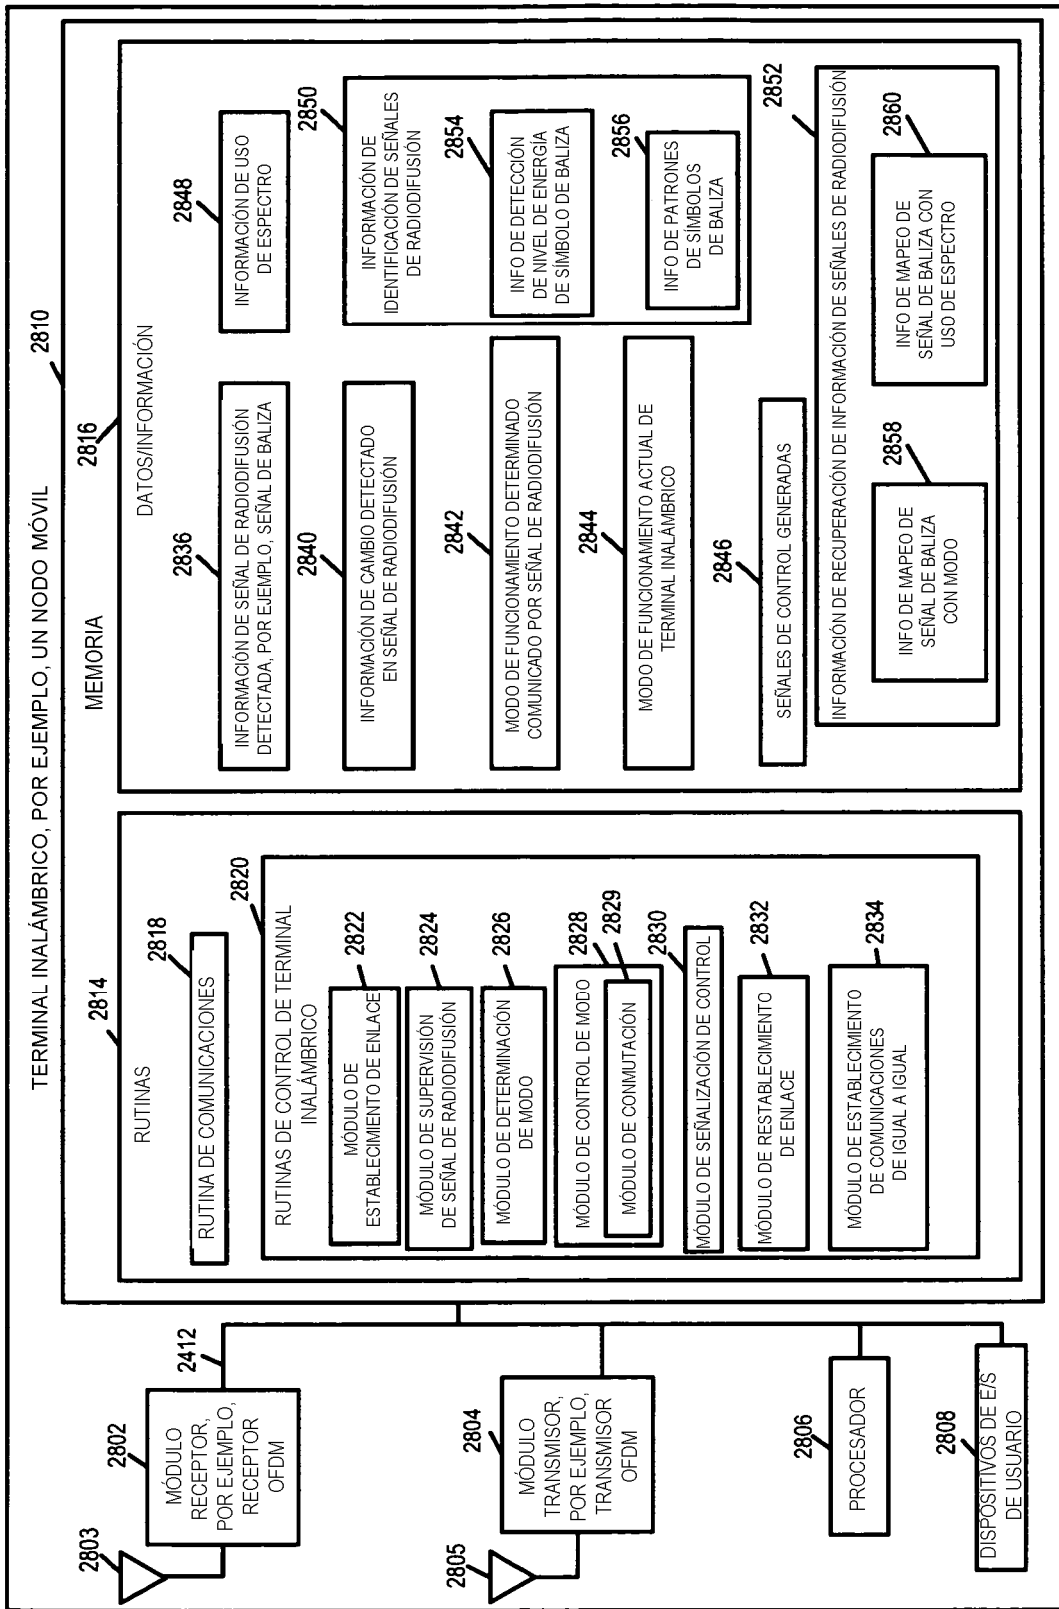 TERMINAL INALÁMBRICO, POR EJEMPLO, UN NODO MÓVIL
2803
2802
MÓDULO
RECEPTOR,
POR EJEMPLO,
RECEPTOR
OFDM
2412
2805
2804
MÓDULO
TRANSMISOR,
POR EJEMPLO,
TRANSMISOR
OFDM
2806
PROCESADOR
2808
DISPOSITIVOS DE E/S
DE USUARIO
2810
MEMORIA
2814
RUTINAS
2818
RUTINA DE COMUNICACIONES
2820
RUTINAS DE CONTROL DE TERMINAL
INALÁMBRICO
2822
MÓDULO DE
ESTABLECIMIENTO DE ENLACE
2824
MÓDULO DE SUPERVISIÓN
DE SEÑAL DE RADIODIFUSIÓN
2826
MÓDULO DE DETERMINACIÓN
DE MODO
2828
MÓDULO DE CONTROL DE MODO
2829
MÓDULO DE CONMUTACIÓN
2830
MÓDULO DE SEÑALIZACIÓN DE CONTROL
2832
MÓDULO DE RESTABLECIMIENTO
DE ENLACE
2834
MÓDULO DE ESTABLECIMIENTO
DE COMUNICACIONES
DE IGUAL A IGUAL
2816
DATOS/INFORMACIÓN
2836
INFORMACIÓN DE SEÑAL DE RADIODIFUSIÓN
DETECTADA, POR EJEMPLO, SEÑAL DE BALIZA
2840
INFORMACIÓN DE CAMBIO DETECTADO
EN SEÑAL DE RADIODIFUSIÓN
2842
MODO DE FUNCIONAMIENTO DETERMINADO
COMUNICADO POR SEÑAL DE RADIODIFUSIÓN
2844
MODO DE FUNCIONAMIENTO ACTUAL DE
TERMINAL INALÁMBRICO
2846
SEÑALES DE CONTROL GENERADAS
2848
INFORMACIÓN DE USO
DE ESPECTRO
2850
INFORMACIÓN DE
IDENTIFICACIÓN DE SEÑALES
DE RADIODIFUSIÓN
2854
INFO DE DETECCIÓN
DE NIVEL DE ENERGÍA
DE SÍMBOLO DE BALIZA
2856
INFO DE PATRONES
DE SÍMBOLOS
DE BALIZA
2852
INFORMACIÓN DE RECUPERACIÓN DE INFORMACIÓN DE SEÑALES DE RADIODIFUSIÓN
2858
INFO DE MAPEO DE
SEÑAL DE BALIZA
CON MODO
2860
INFO DE MAPEO DE
SEÑAL DE BALIZA CON
USO DE ESPECTRO